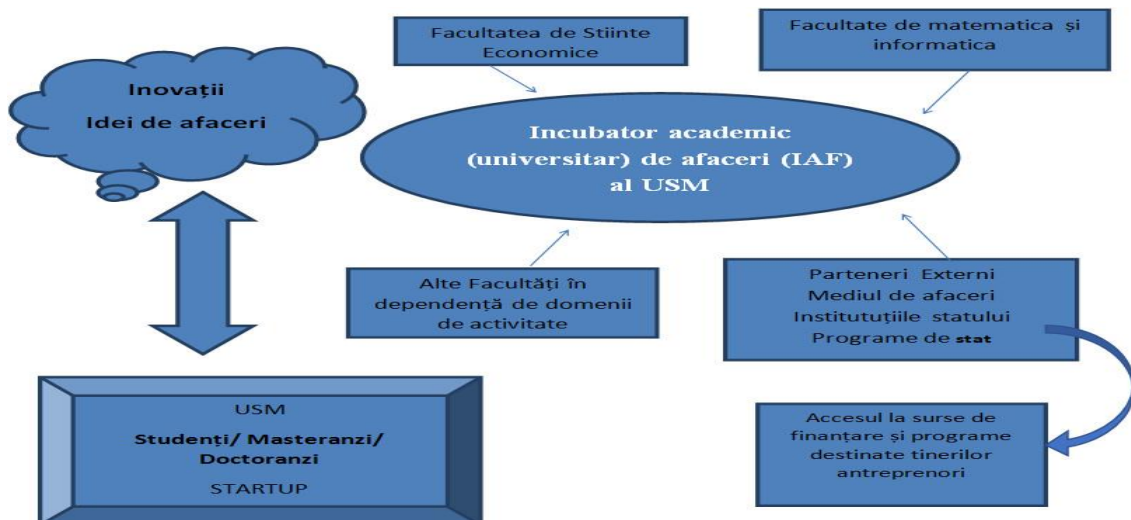 Facultatea de Stiinte
Economice
Facultate de matematica și
informatica
Inovații
Idei de afaceri
Incubator academic
(universitar) de afaceri (IAF)
al USM
Alte Facultăți în
dependență de domenii
de activitate
Parteneri Externi
Mediul de afaceri
Institutuțiile statului
Programe de stat
USM
Studenți/ Masteranzi/
Doctoranzi
STARTUP
Accesul la surse de
finanțare și programe
destinate tinerilor
antreprenori